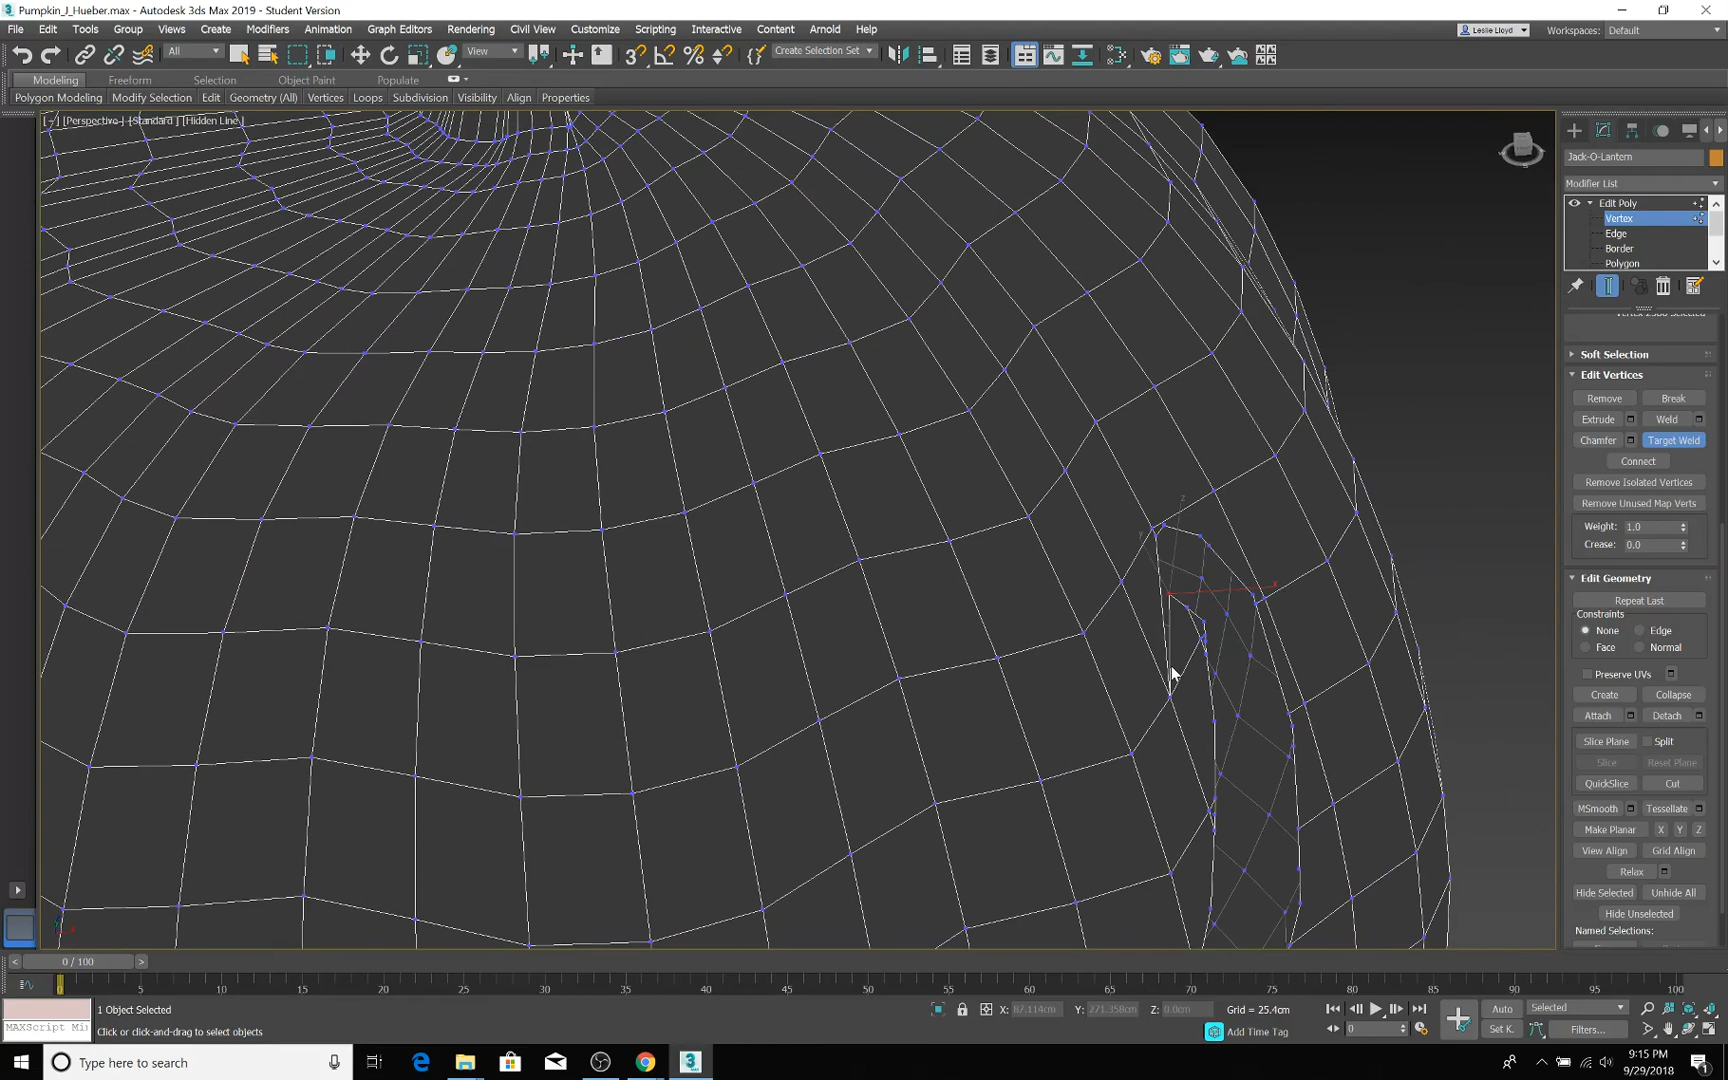 Pumpkin_J_Hueber.max - Autodesk 3ds Max 2019 - Student Version
File Edit Tools Group Views Create Modifiers Animation Graph Editors Rendering Civil View Customize Scripting Interactive Content Arnold Help
Leslie Lloyd
Workspaces: Default
All
View
Create Selection Set
Modeling Freeform Selection Object Paint Populate
Polygon Modeling Modify Selection Edit Geometry (All) Vertices Loops Subdivision Visibility Align Properties
[ - ] [Perspective ] [Standard ] [Hidden Line ]
Jack-O-Lantern
Modifier List
Edit Poly
Vertex
Edge
Border
Polygon
Soft Selection
Edit Vertices
Remove Break
Extrude Weld
Chamfer Target Weld
Connect
Remove Isolated Vertices
Remove Unused Map Verts
Weight: 1.0
Crease: 0.0
Edit Geometry
Repeat Last
Constraints
None Edge
Face Normal
Preserve UVs
Create Collapse
Attach Detach
Slice Plane Split
Slice Reset Plane
QuickSlice Cut
MSmooth Tessellate
Make Planar X Y Z
View Align Grid Align
Relax
Hide Selected Unhide All
Hide Unselected
Named Selections:
z
x
0 / 100
0 5 10 15 20 25 30 35 40 45 50 55 60 65 70 75 80 85 90 95 100
1 Object Selected
X: 87.114cm Y: 271.358cm Z: 0.0cm Grid = 25.4cm
Auto Selected
MAXScript Mi
Click or click-and-drag to select objects
Add Time Tag
0
Set K. Filters...
Type here to search
9:15 PM
9/29/2018